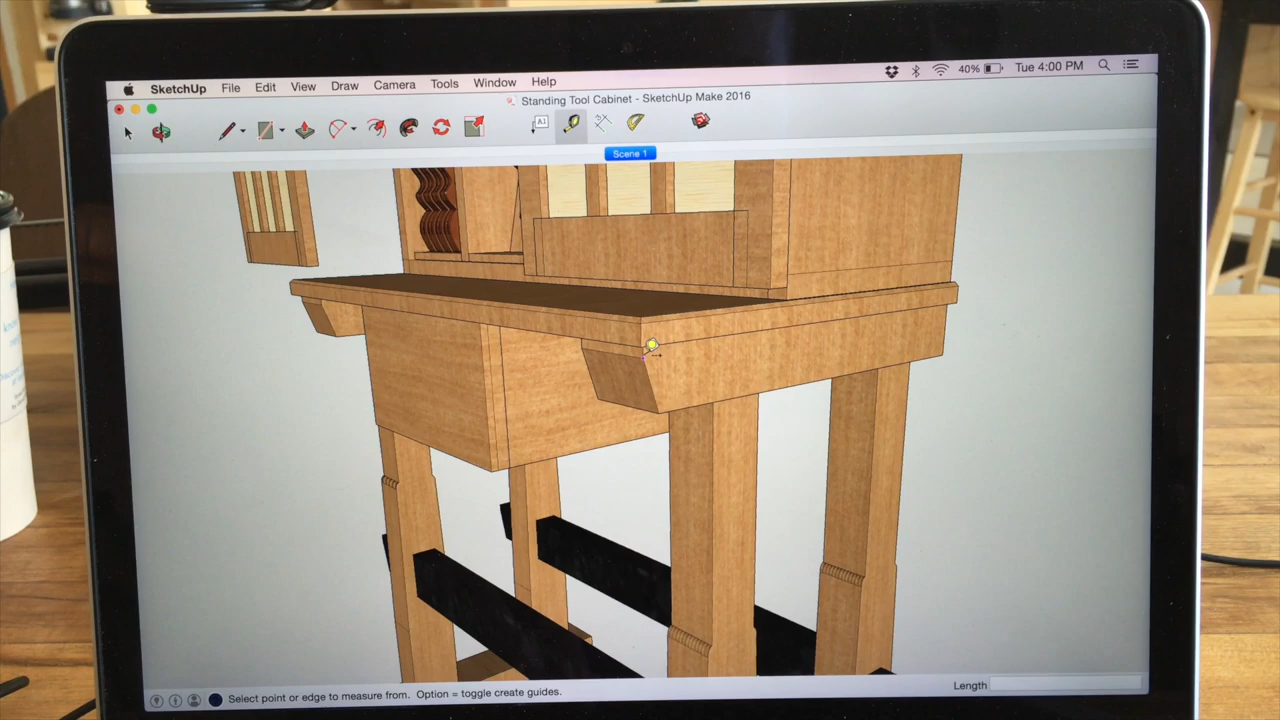 SketchUp File Edit View Draw Camera Tools Window Help 40% Tue 4:00 PM
Standing Tool Cabinet - SketchUp Make 2016
A1
Scene 1
Select point or edge to measure from. Option = toggle create guides.
Length